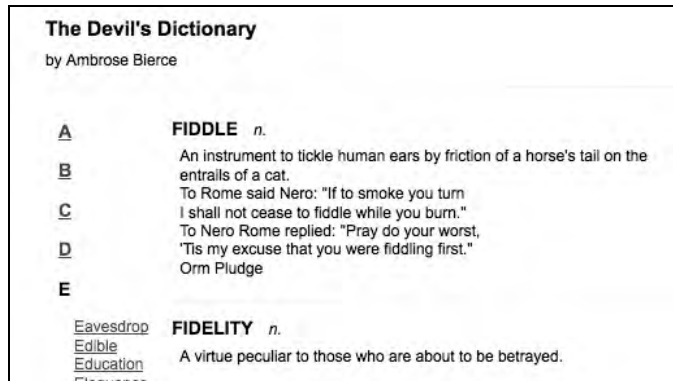 The Devil's Dictionary
by Ambrose Bierce
A
B
C
D
E
Eavesdrop
Edible
Education
FIDDLE n.
An instrument to tickle human ears by friction of a horse's tail on the
entrails of a cat.
To Rome said Nero: "If to smoke you turn
I shall not cease to fiddle while you burn."
To Nero Rome replied: "Pray do your worst,
'Tis my excuse that you were fiddling first."
Orm Pludge
FIDELITY n.
A virtue peculiar to those who are about to be betrayed.